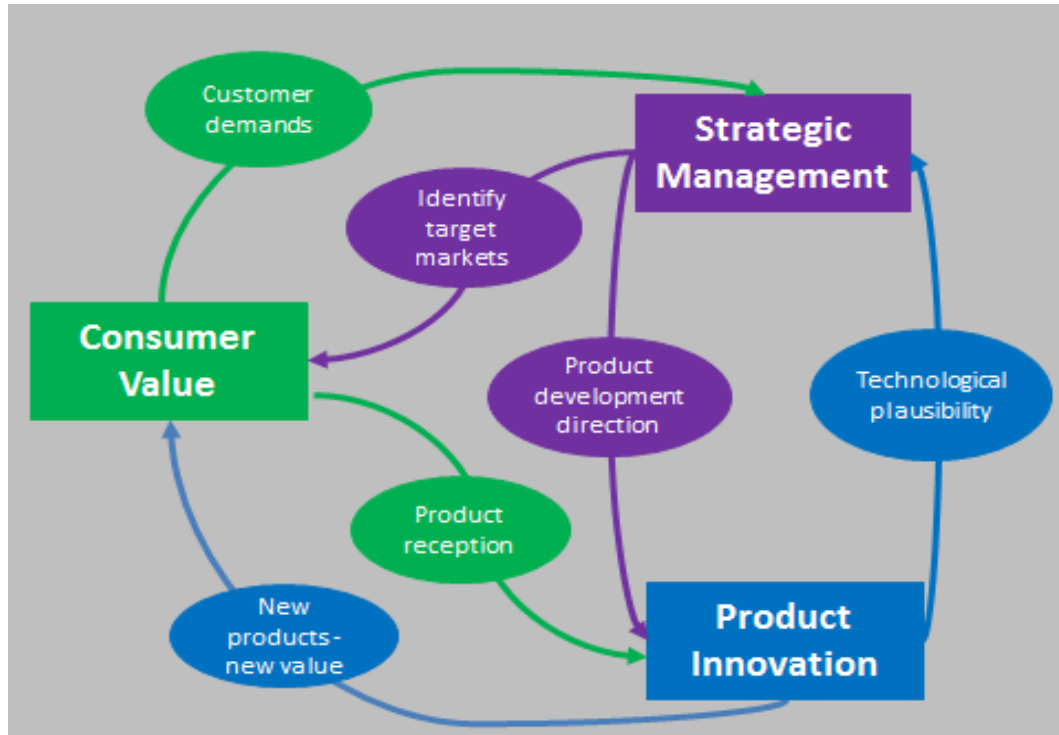 Customer
demands
Strategic
Management
Identify
target
markets
Consumer
Value
Product
development
direction
Technological
plausibility
Product
reception
New
products-
new value
Product
Innovation